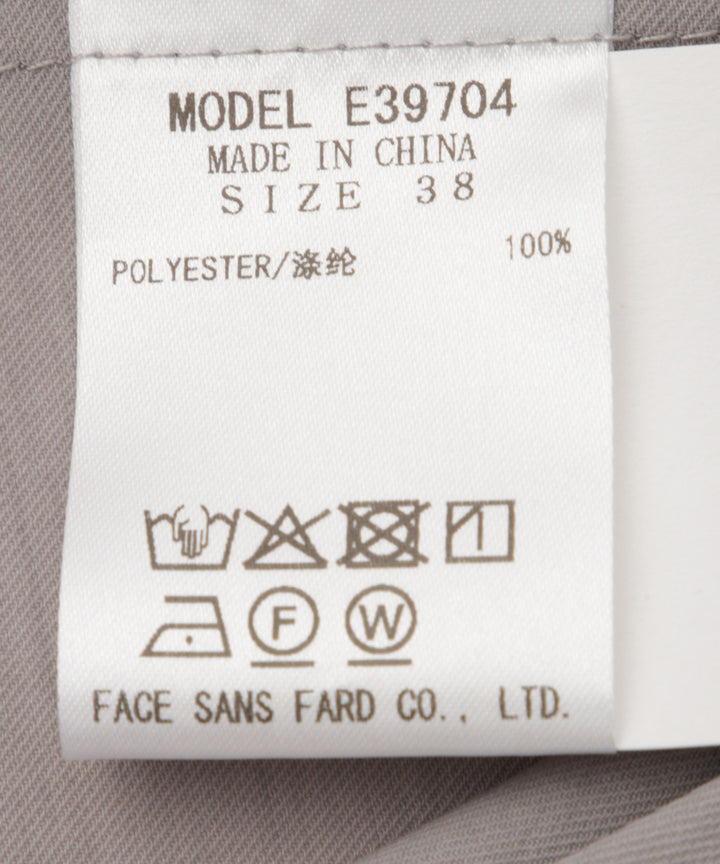 MODEL E39704
MADE IN CHINA
SIZE 38
POLYESTER/涤纶 100%
F W
FACE SANS FARD CO., LTD.